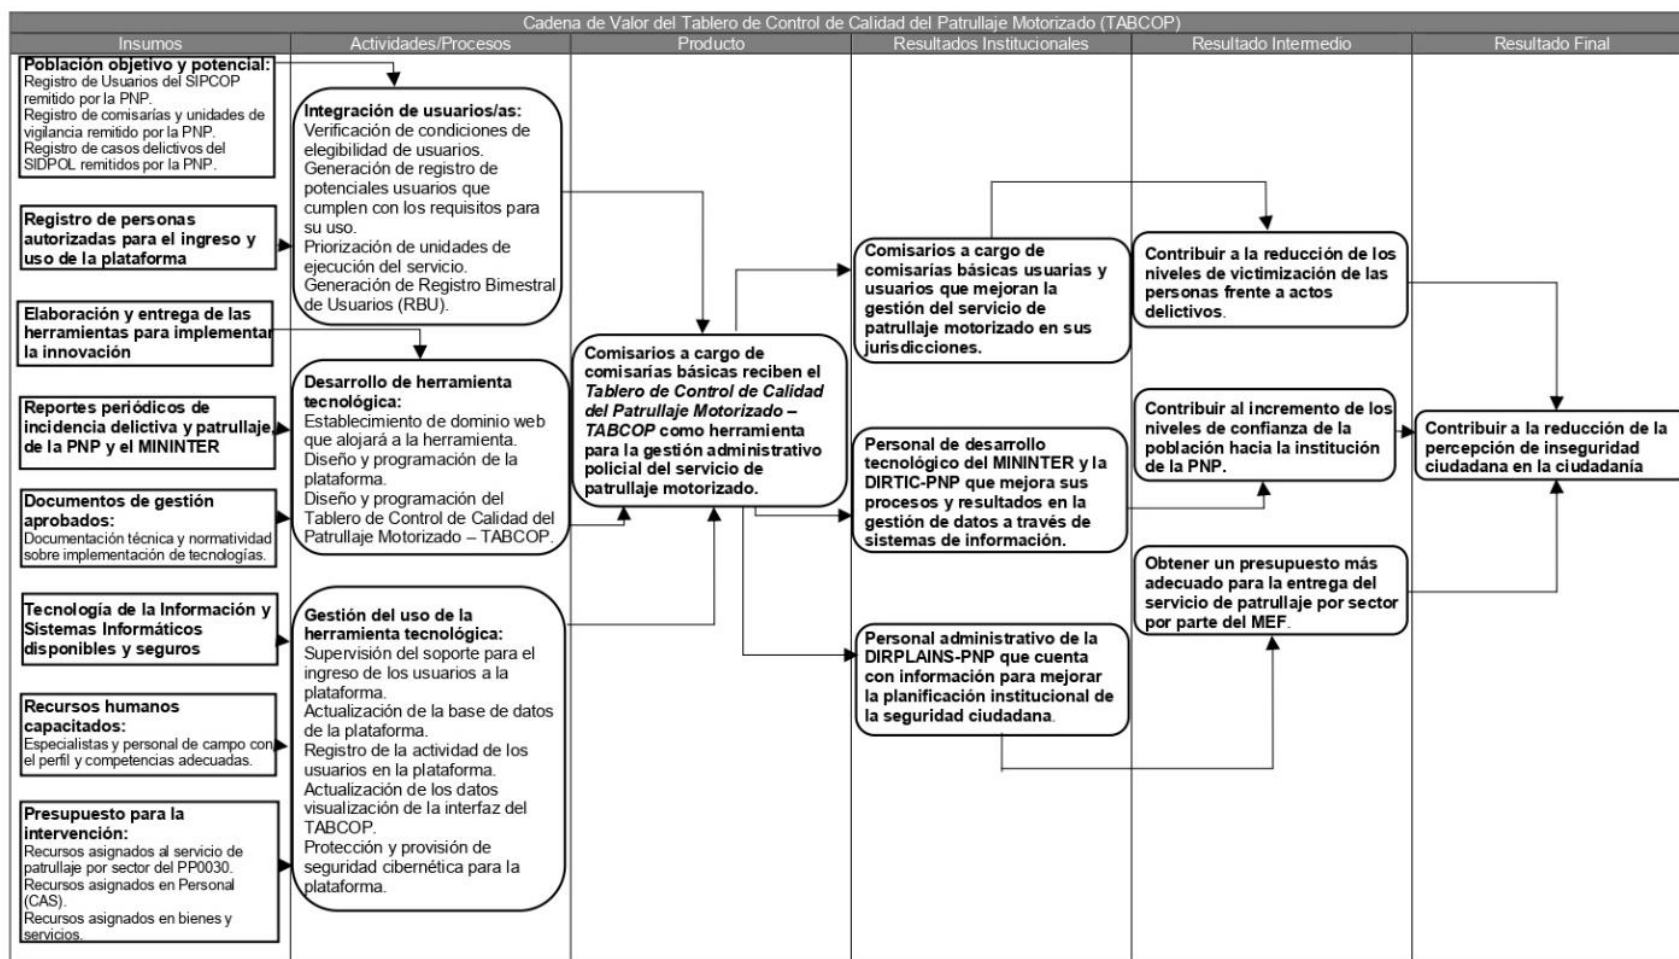 Cadena de Valor del Tablero de Control de Calidad del Patrullaje Motorizado (TABCOP)
Insumos
Actividades/Procesos
Producto
Resultados Institucionales
Resultado Intermedio
Resultado Final
Población objetivo y potencial:
Registro de Usuarios del SIPCOP
remitido por la PNP.
Registro de comisarías y unidades de
vigilancia remitido por la PNP.
Registro de casos delictivos del
SIDPOL remitidos por la PNP.
Registro de personas
autorizadas para el ingreso y
uso de la plataforma
Elaboración y entrega de las
herramientas para implementar
la innovación
Reportes periódicos de
incidencia delictiva y patrullaje,
de la PNP y el MININTER
Documentos de gestión
aprobados:
Documentación técnica y normatividad
sobre implementación de tecnologías.
Tecnología de la Información y
Sistemas Informáticos
disponibles y seguros
Recursos humanos
capacitados:
Especialistas y personal de campo con
el perfil y competencias adecuadas.
Presupuesto para la
intervención:
Recursos asignados al servicio de
patrullaje por sector del PP0030.
Recursos asignados en Personal
(CAS).
Recursos asignados en bienes y
servicios.
Integración de usuarios/as:
Verificación de condiciones de
elegibilidad de usuarios.
Generación de registro de
potenciales usuarios que
cumplen con los requisitos para
su uso.
Priorización de unidades de
ejecución del servicio.
Generación de Registro Bimestral
de Usuarios (RBU).
Desarrollo de herramienta
tecnológica:
Establecimiento de dominio web
que alojará a la herramienta.
Diseño y programación de la
plataforma.
Diseño y programación del
Tablero de Control de Calidad del
Patrullaje Motorizado – TABCOP.
Gestión del uso de la
herramienta tecnológica:
Supervisión del soporte para el
ingreso de los usuarios a la
plataforma.
Actualización de la base de datos
de la plataforma.
Registro de la actividad de los
usuarios en la plataforma.
Actualización de los datos
visualización de la interfaz del
TABCOP.
Protección y provisión de
seguridad cibernética para la
plataforma.
Comisarios a cargo de
comisarías básicas reciben el
Tablero de Control de Calidad
del Patrullaje Motorizado –
TABCOP como herramienta
para la gestión administrativo
policial del servicio de
patrullaje motorizado.
Comisarios a cargo de
comisarías básicas usuarias y
usuarios que mejoran la
gestión del servicio de
patrullaje motorizado en sus
jurisdicciones.
Personal de desarrollo
tecnológico del MININTER y la
DIRTIC-PNP que mejora sus
procesos y resultados en la
gestión de datos a través de
sistemas de información.
Personal administrativo de la
DIRPLAINS-PNP que cuenta
con información para mejorar
la planificación institucional de
la seguridad ciudadana.
Contribuir a la reducción de los
niveles de victimización de las
personas frente a actos
delictivos.
Contribuir al incremento de los
niveles de confianza de la
población hacia la institución
de la PNP.
Obtener un presupuesto más
adecuado para la entrega del
servicio de patrullaje por sector
por parte del MEF.
Contribuir a la reducción de la
percepción de inseguridad
ciudadana en la ciudadanía